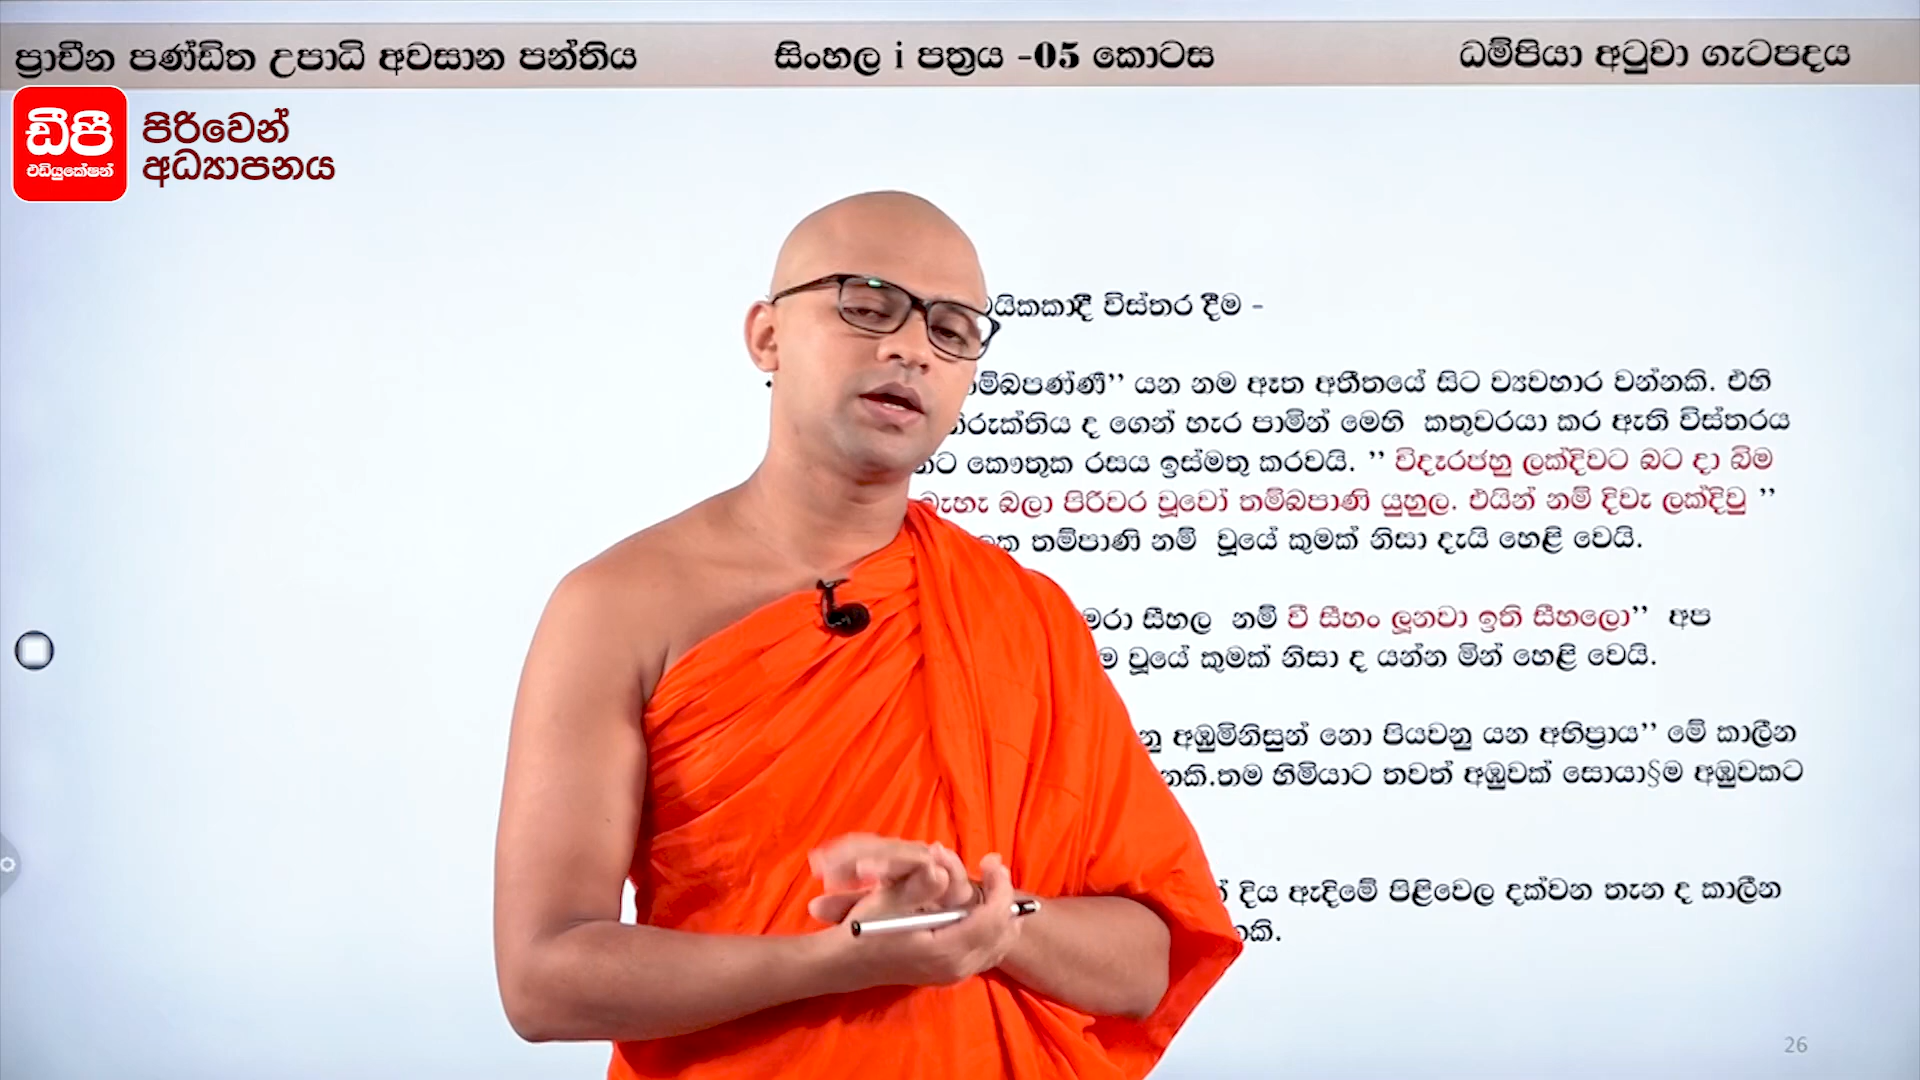 ප්‍රාචීන පණ්ඩිත උපාධි අවසාන පන්තිය
සිංහල i පත්‍රය -05 කොටස
ධම්පියා අටුවා ගැටපදය
ඩීපී
එඩියුකේෂන්
පිරිවෙන්
අධ්‍යාපනය
විස්තර දීම -
යන නම ඈත අතීතයේ සිට ව්‍යවහාර වන්නකි. එහි
ද ගෙන් හැර පාමින් මෙහි කතුවරයා කර ඇති විස්තරය
කෞතුක රසය ඉස්මතු කරවයි. ’’ විදෑරජහු ලක්දිවට බට දා බිම
බලා පිරිවර වූවෝ තම්බපාණි යුහුල. එයින් නම් දිවෑ ලක්දිවු ’’
තම්පාණි නම් වූයේ කුමක් නිසා දැයි හෙළි වෙයි.
සීහල නම් වී සීහං ලූනවා ඉති සීහලො’’ අප
වූයේ කුමක් නිසා ද යන්න මින් හෙළි වෙයි.
අඹුමිනිසුන් නො පියවනු යන අභිප්‍රාය’’ මේ කාලීන
තම හිමියාට තවත් අඹුවක් සොයා§ම අඹුවකට
දිය ඇදිමේ පිළිවෙල දක්වන තැන ද කාලීන
26